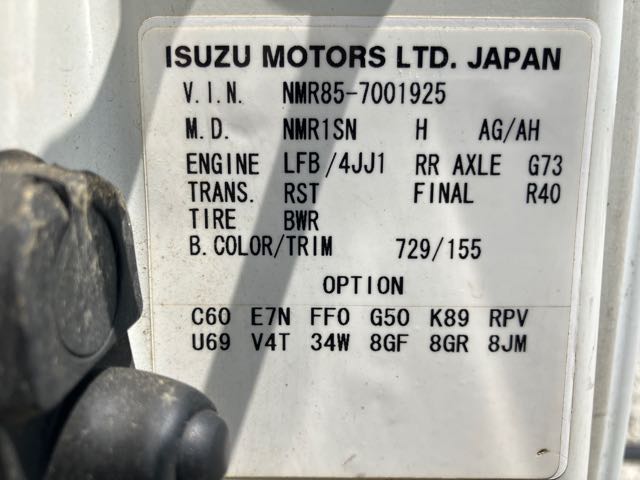 ISUZU MOTORS LTD. JAPAN
V.I.N. NMR85-7001925
M.D. NMR1SN H AG/AH
ENGINE LFB/4JJ1 RR AXLE G73
TRANS. RST FINAL R40
TIRE BWR
B.COLOR/TRIM 729/155
OPTION
C60 E7N FF0 G50 K89 RPV
U69 V4T 34W 8GF 8GR 8JM